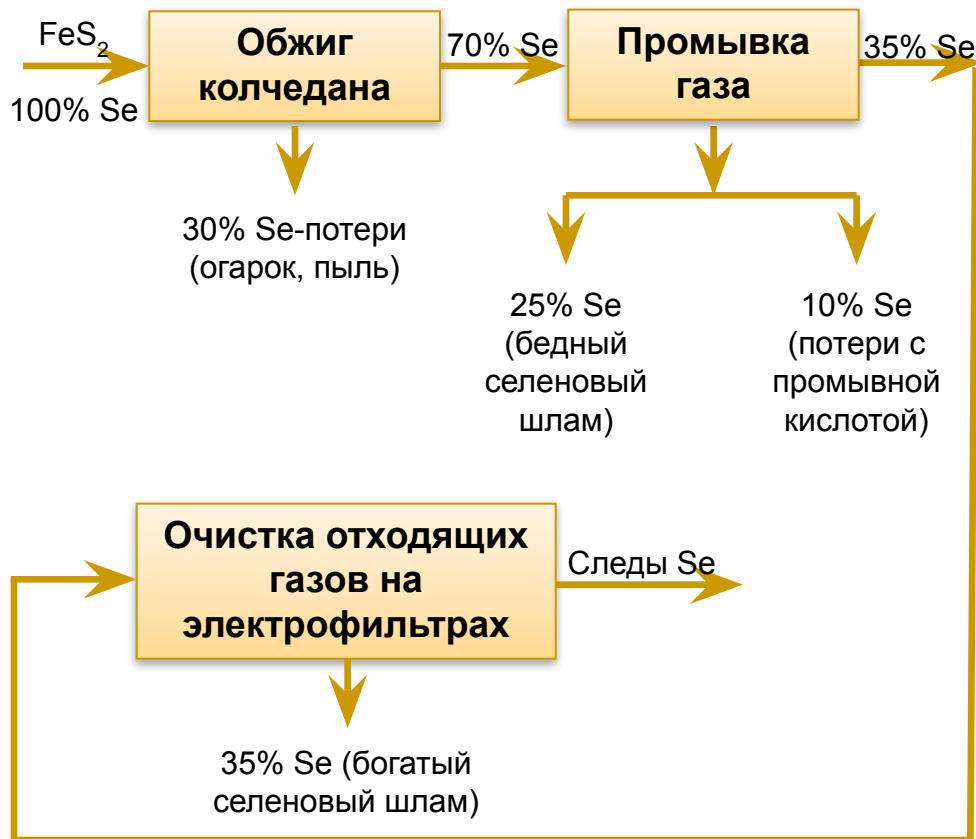 FeS₂
100% Se
Обжиг
колчедана
70% Se
Промывка
газа
35% Se
30% Se-потери
(огарок, пыль)
25% Se
(бедный
селеновый
шлам)
10% Se
(потери с
промывной
кислотой)
Очистка отходящих
газов на
электрофильтрах
Следы Se
35% Se (богатый
селеновый шлам)